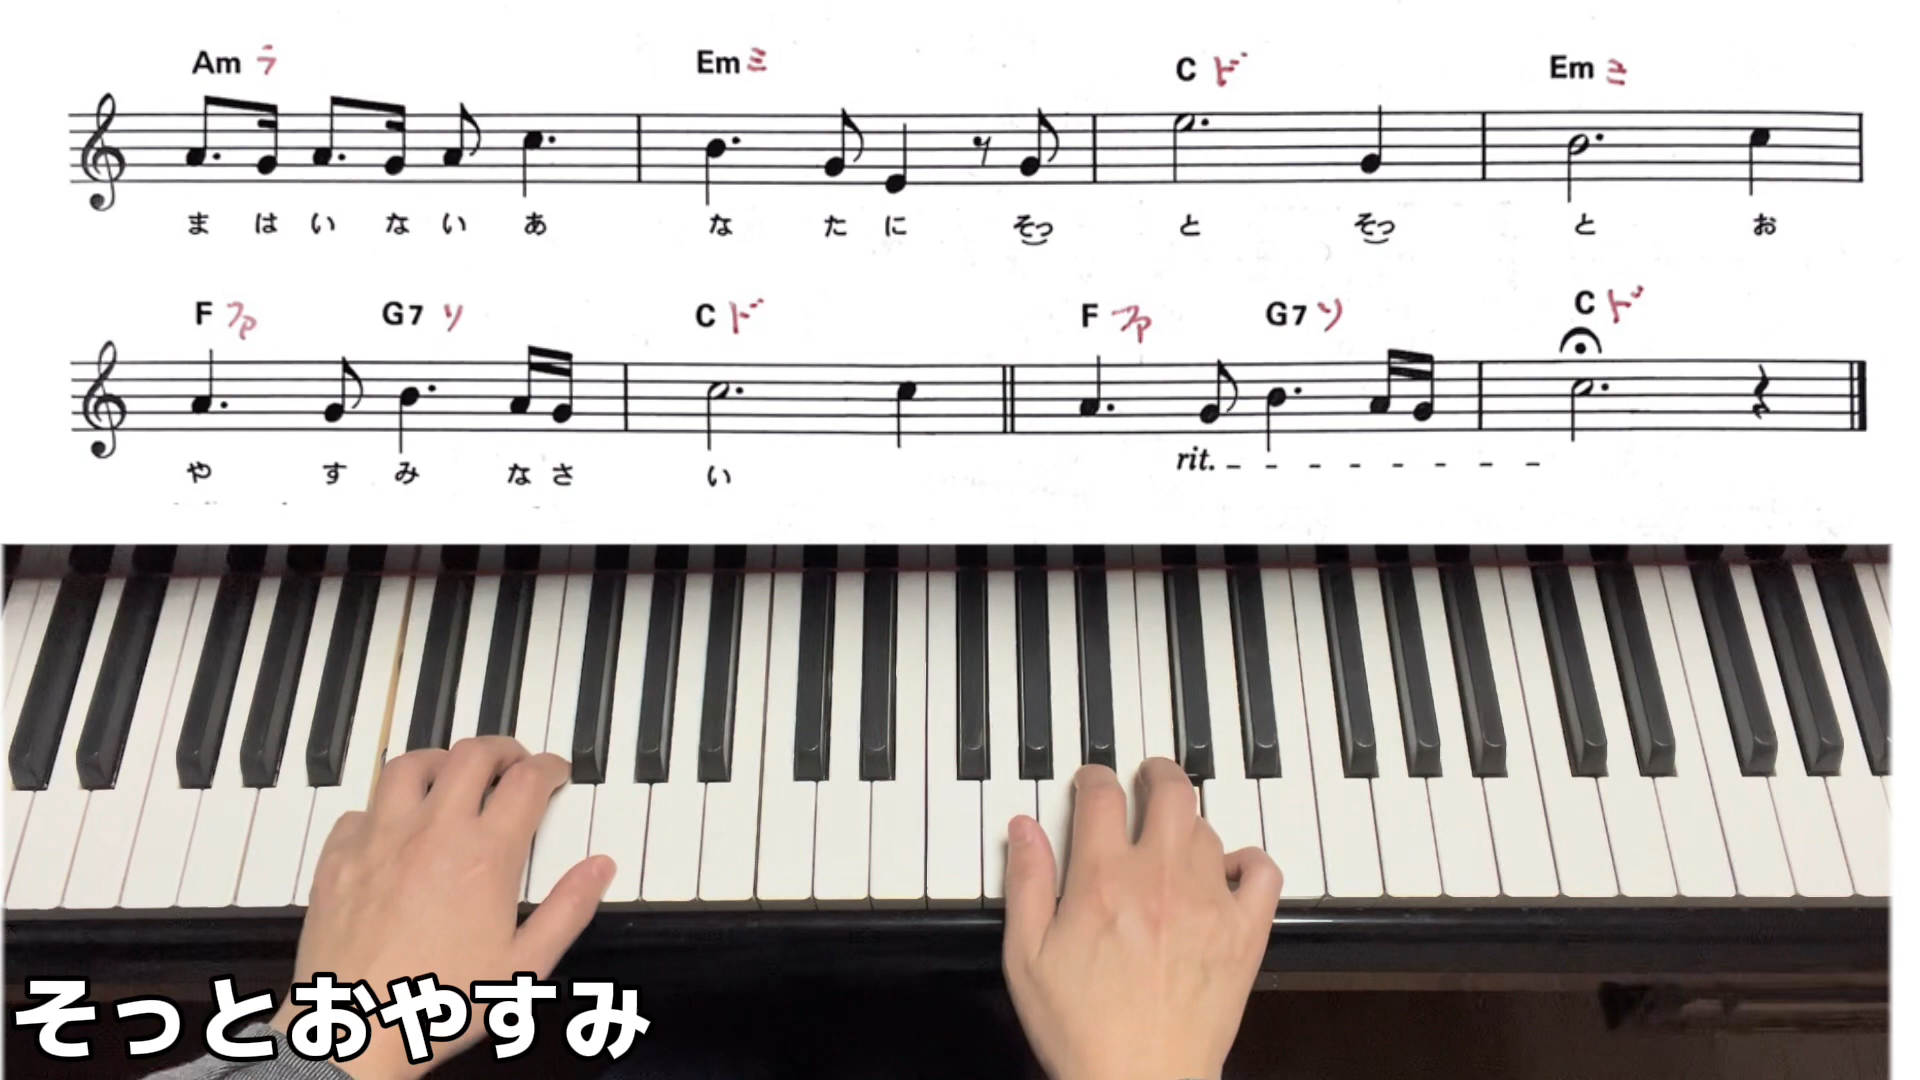 Am ラ Em ミ C ド Em ミ
まはいないあなたにそっとそっとお
F ファ G7 ソ C ド F ファ G7 ソ C ド
やすみなさい
rit.
そっとおやすみ